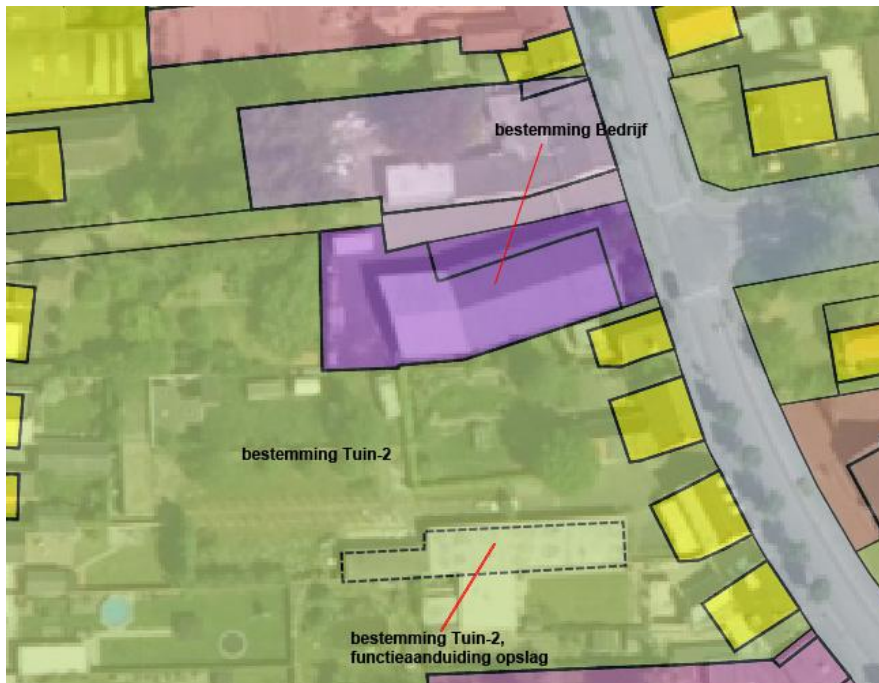 bestemming Bedrijf
bestemming Tuin-2
bestemming Tuin-2,
functieaanduiding opslag